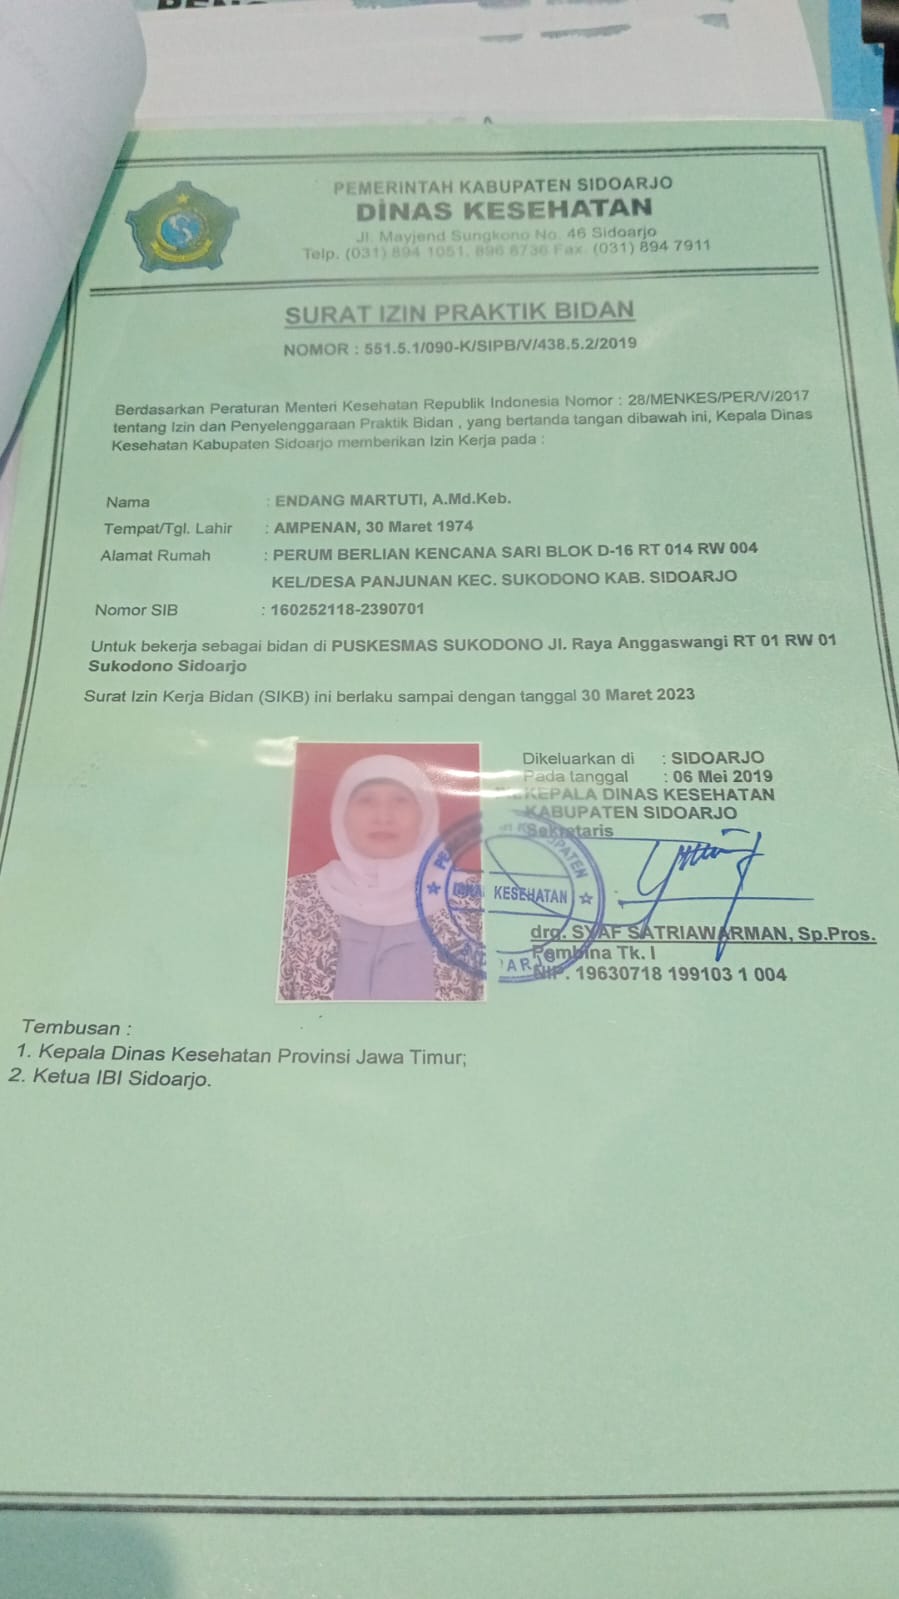 PEMERINTAH KABUPATEN SIDOARJO
DINAS KESEHATAN
Jl. Mayjend Sungkono No. 46 Sidoarjo
Telp. (031) 894 1051, 896 8736 Fax. (031) 894 7911
SURAT IZIN PRAKTIK BIDAN
NOMOR : 551.5.1/090-K/SIPB/V/438.5.2/2019
Berdasarkan Peraturan Menteri Kesehatan Republik Indonesia Nomor : 28/MENKES/PER/V/2017
tentang Izin dan Penyelenggaraan Praktik Bidan , yang bertanda tangan dibawah ini, Kepala Dinas
Kesehatan Kabupaten Sidoarjo memberikan Izin Kerja pada :
Nama : ENDANG MARTUTI, A.Md.Keb.
Tempat/Tgl. Lahir : AMPENAN, 30 Maret 1974
Alamat Rumah : PERUM BERLIAN KENCANA SARI BLOK D-16 RT 014 RW 004
KEL/DESA PANJUNAN KEC. SUKODONO KAB. SIDOARJO
Nomor SIB : 160252118-2390701
Untuk bekerja sebagai bidan di PUSKESMAS SUKODONO Jl. Raya Anggaswangi RT 01 RW 01
Sukodono Sidoarjo
Surat Izin Kerja Bidan (SIKB) ini berlaku sampai dengan tanggal 30 Maret 2023
Dikeluarkan di : SIDOARJO
Pada tanggal : 06 Mei 2019
KEPALA DINAS KESEHATAN
KABUPATEN SIDOARJO
Sekretaris
KESEHATAN
drg. SYAF SATRIAWARMAN, Sp.Pros.
Pembina Tk. I
NIP. 19630718 199103 1 004
Tembusan :
1. Kepala Dinas Kesehatan Provinsi Jawa Timur;
2. Ketua IBI Sidoarjo.